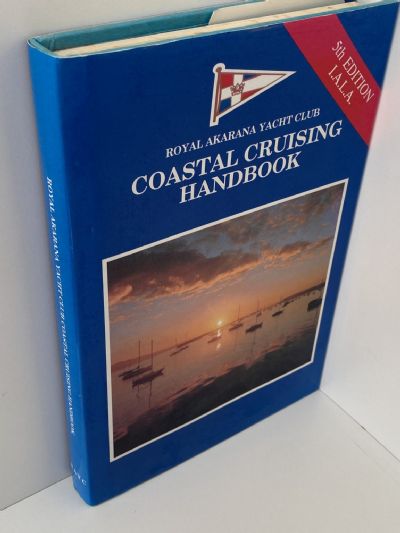 5th EDITION
I.A.L.A.
ROYAL AKARANA YACHT CLUB
COASTAL CRUISING
HANDBOOK
ROYAL AKARANA YACHT CLUB COASTAL CRUISING HANDBOOK